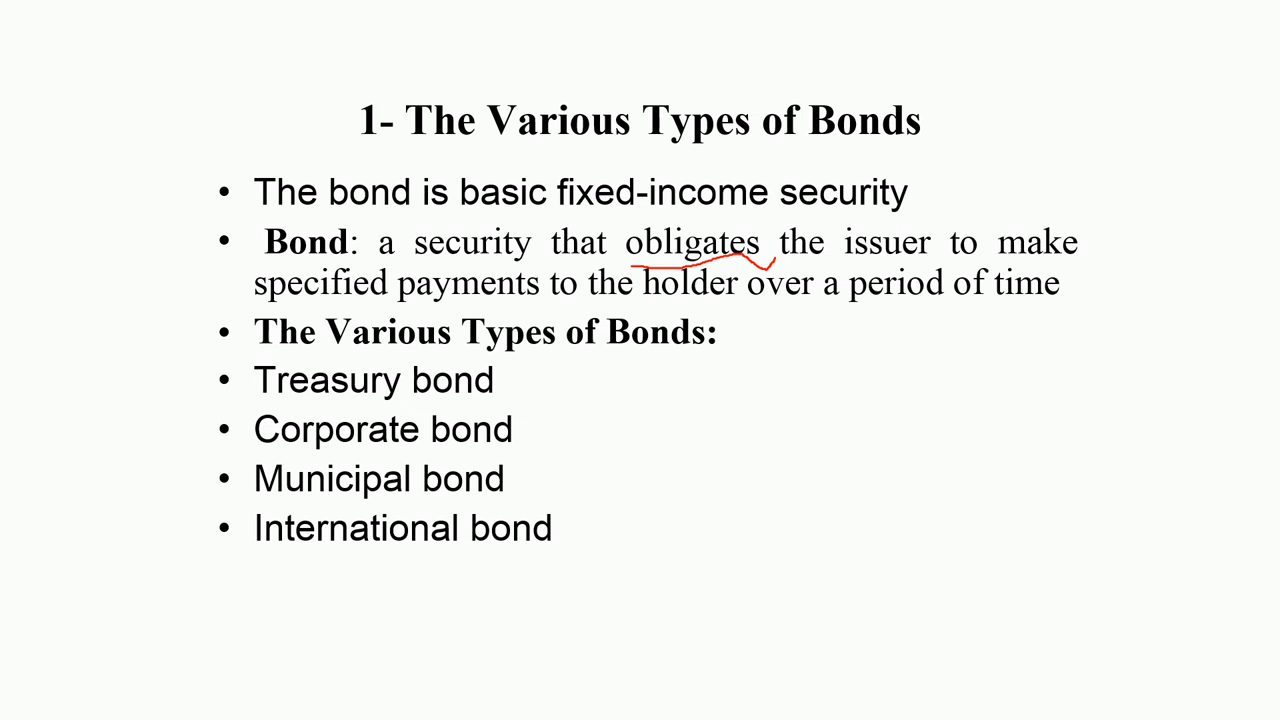 1- The Various Types of Bonds
• The bond is basic fixed-income security
• Bond: a security that obligates the issuer to make
specified payments to the holder over a period of time
• The Various Types of Bonds:
• Treasury bond
• Corporate bond
• Municipal bond
• International bond